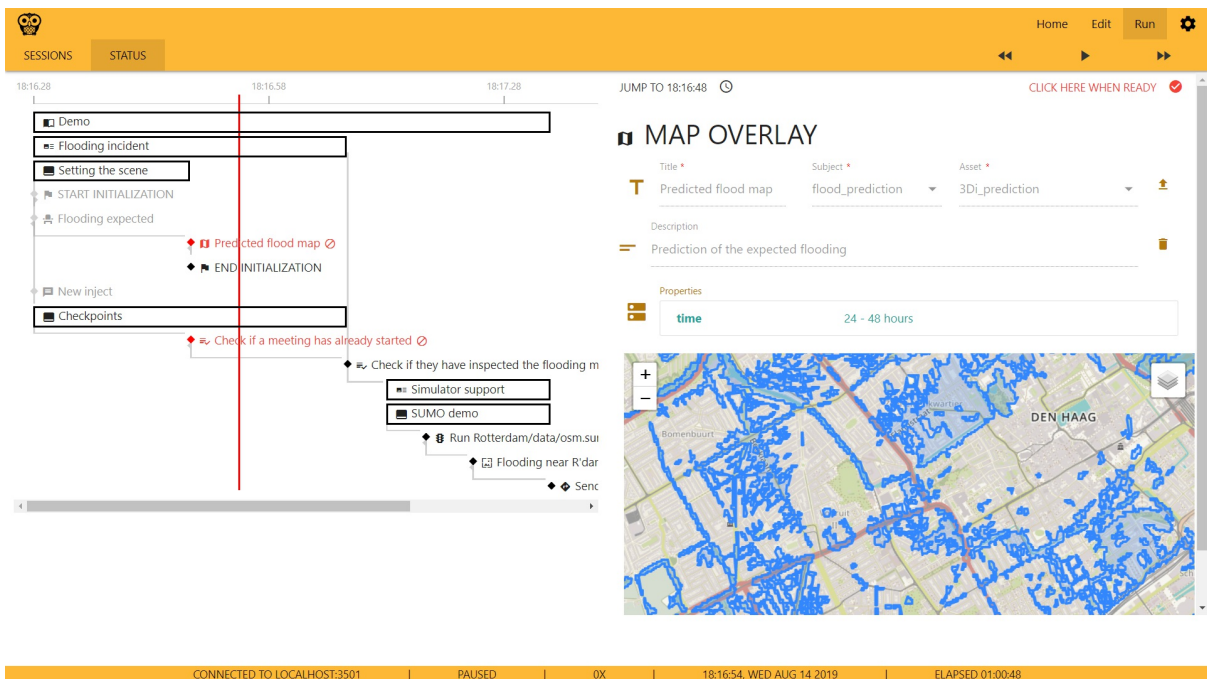 Home Edit Run
SESSIONS STATUS
18:16.28 18:16.58 17:17.28
Demo
Flooding incident
Setting the scene
START INITIALIZATION
Flooding expected
Predicted flood map
END INITIALIZATION
New inject
Checkpoints
Check if a meeting has already started
Check if they have inspected the flooding m
Simulator support
SUMO demo
Run Rotterdam/data/osm.sur
Flooding near R'dar
Senc
JUMP TO 18:16:48 CLICK HERE WHEN READY
MAP OVERLAY
Title * Subject * Asset *
Predicted flood map flood_prediction 3Di_prediction
Description
Prediction of the expected flooding
Properties
time 24 - 48 hours
+
−
DEN HAAG
Bomenbuurt
CONNECTED TO LOCALHOST:3501 | PAUSED | 0X | 18:16:54, WED AUG 14 2019 | ELAPSED 01:00:48